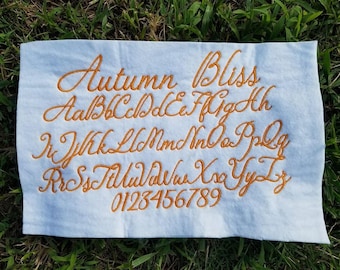 Autumn Bliss
AaBbCcDdEeFfGgHh
IiJjKkLlMmNnOoPpQq
RrSsTtUuVvWwXxYyZz
0123456789